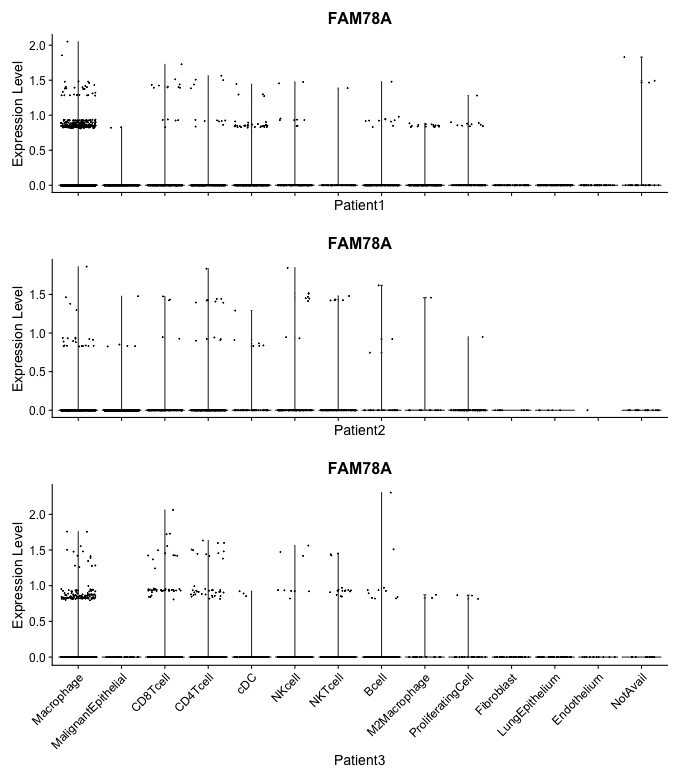 FAM78A
Expression Level
2.0
1.5
1.0
0.5
0.0
Patient1
FAM78A
Expression Level
1.5
1.0
0.5
0.0
Patient2
FAM78A
Expression Level
2.0
1.5
1.0
0.5
0.0
Macrophage
MalignantEpithelial
CD8Tcell
CD4Tcell
cDC
NKcell
NKTcell
Bcell
M2Macrophage
ProliferatingCell
Fibroblast
LungEpithelium
Endothelium
NotAvail
Patient3